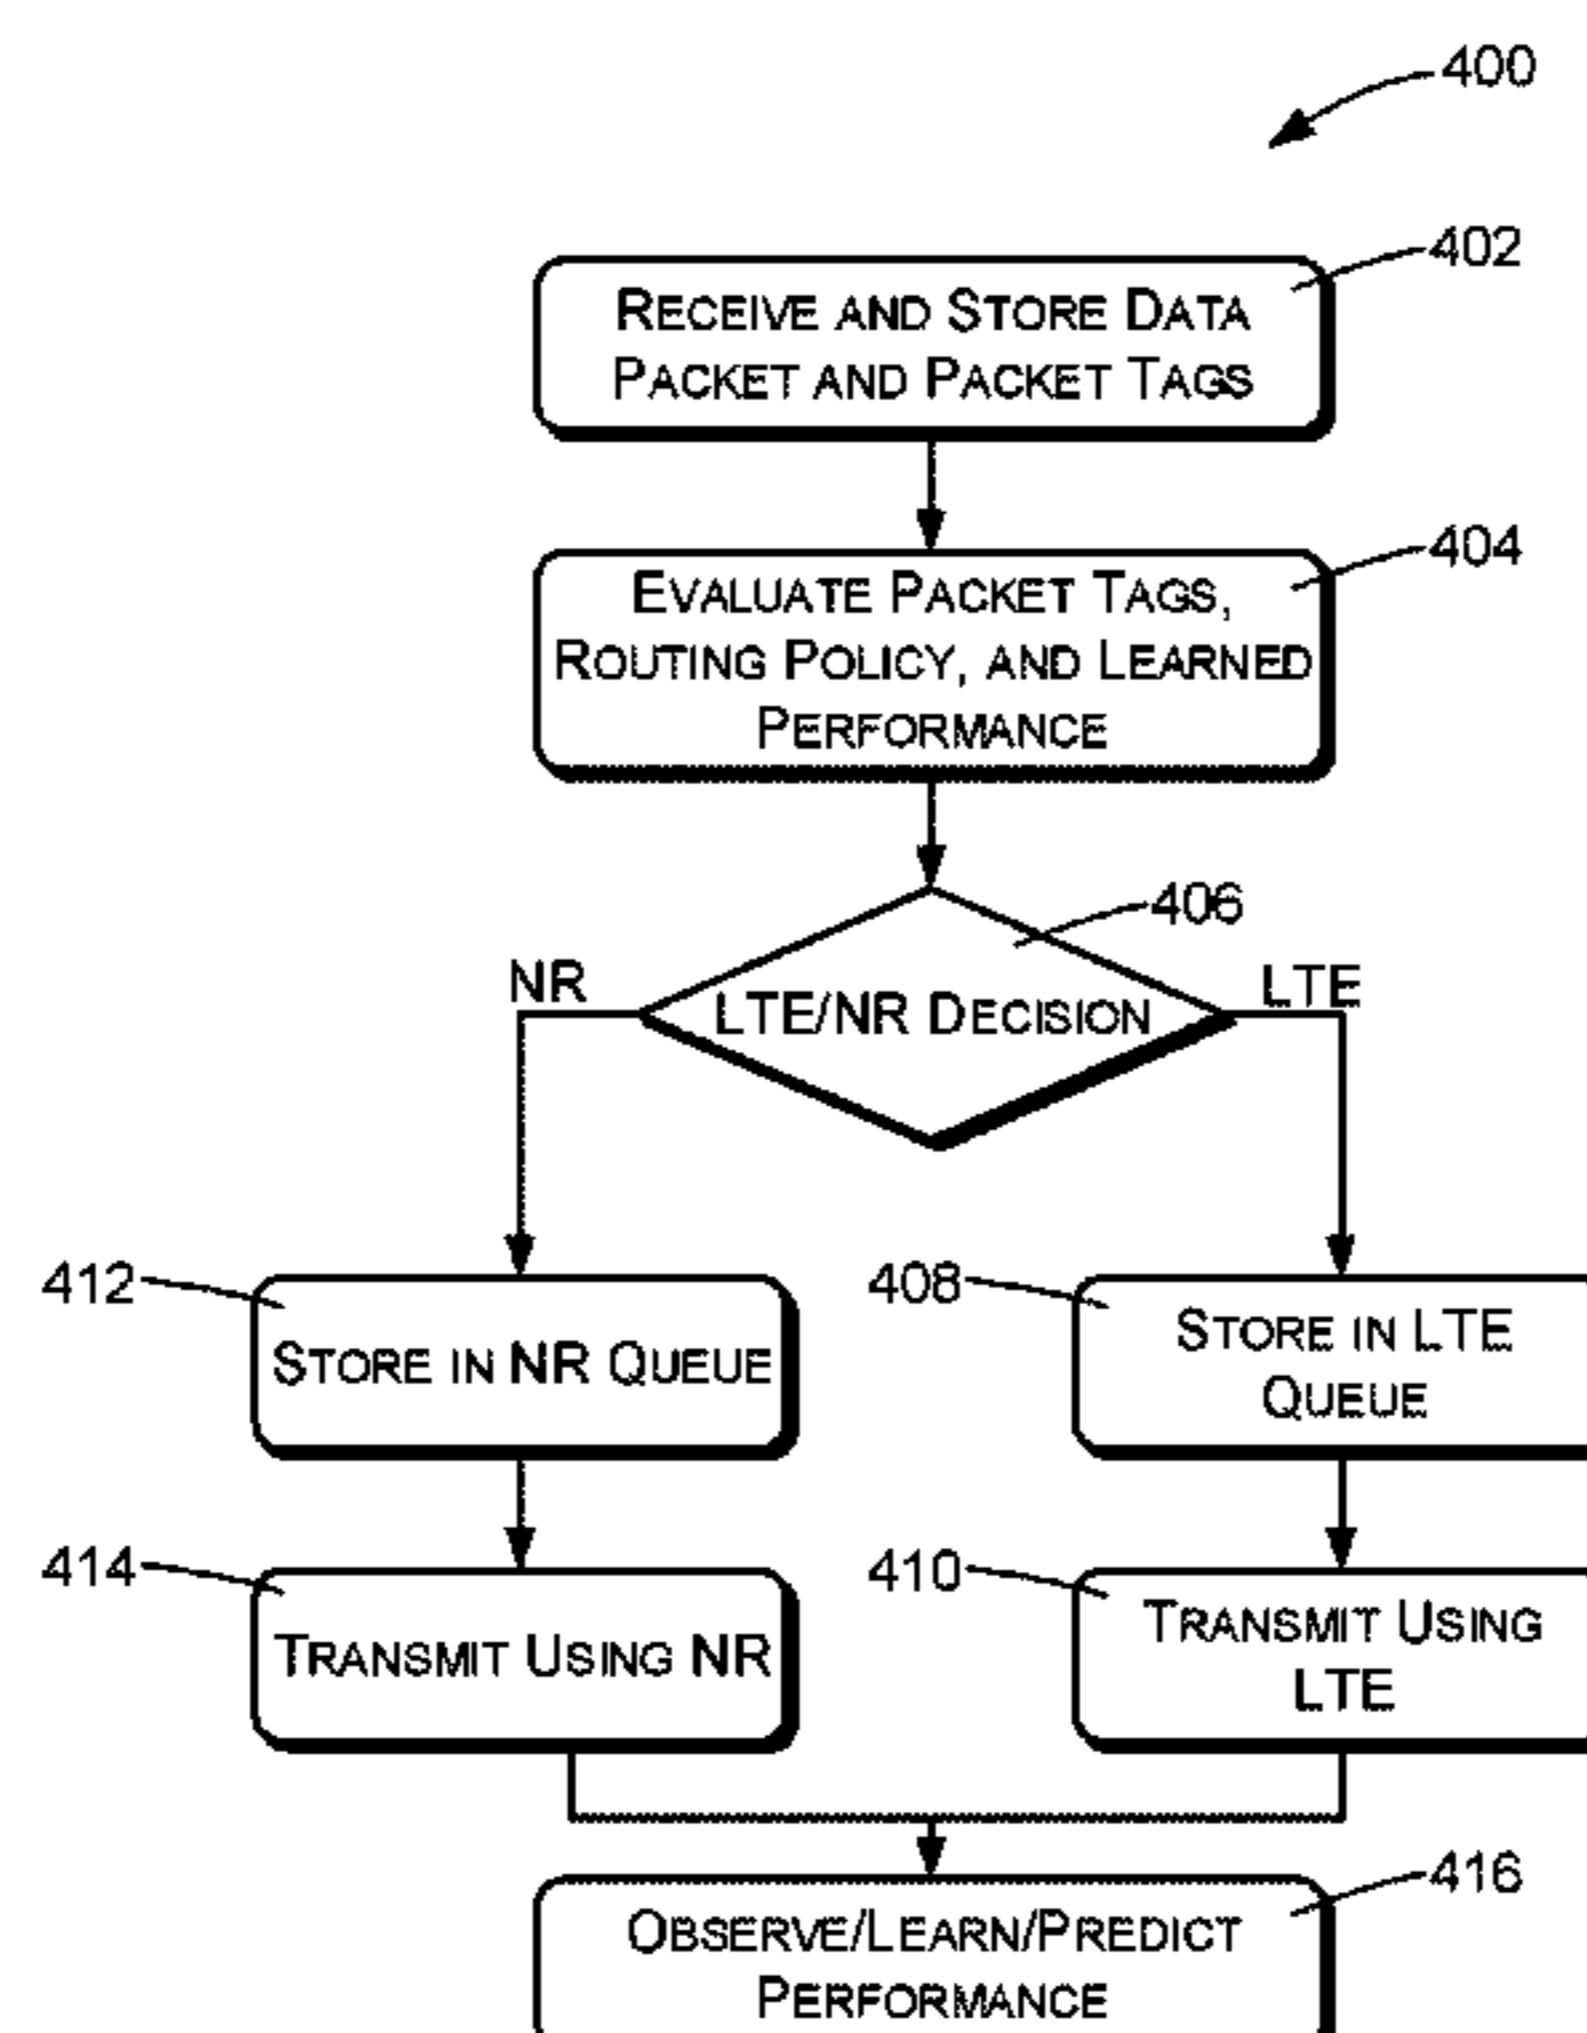 400
402
RECEIVE AND STORE DATA
PACKET AND PACKET TAGS
404
EVALUATE PACKET TAGS,
ROUTING POLICY, AND LEARNED
PERFORMANCE
406
NR
LTE/NR DECISION
LTE
412
STORE IN NR QUEUE
408
STORE IN LTE
QUEUE
414
TRANSMIT USING NR
410
TRANSMIT USING
LTE
416
OBSERVE/LEARN/PREDICT
PERFORMANCE